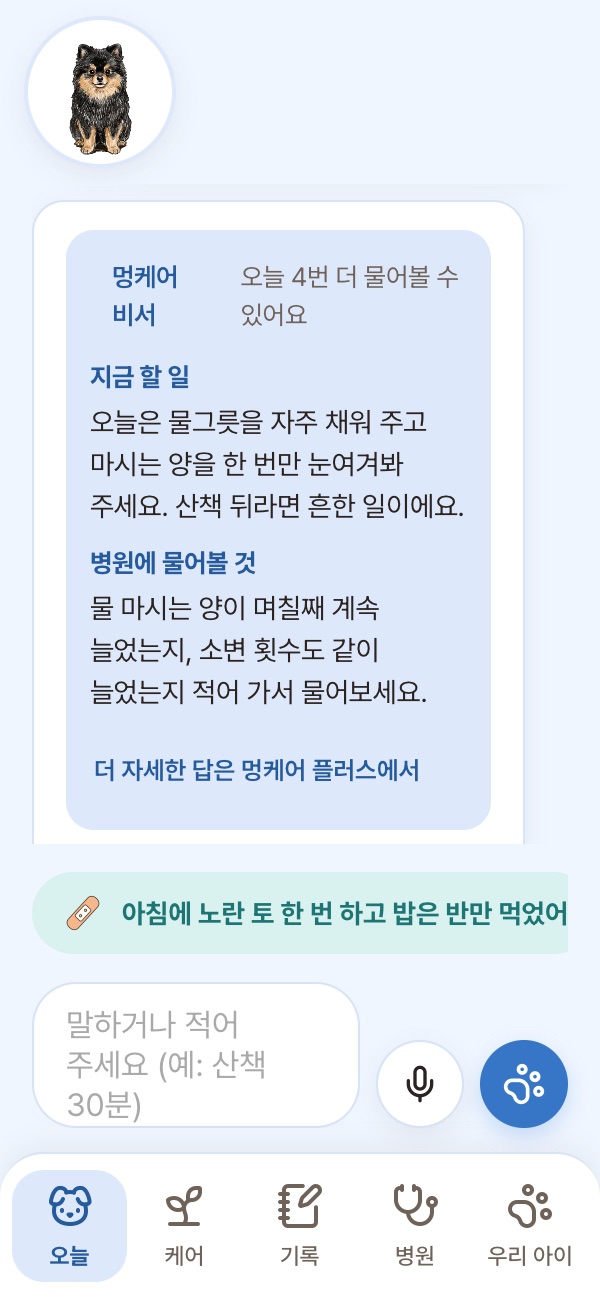 멍케어 비서
오늘 4번 더 물어볼 수 있어요
지금 할 일
오늘은 물그릇을 자주 채워 주고
마시는 양을 한 번만 눈여겨봐
주세요. 산책 뒤라면 흔한 일이에요.
병원에 물어볼 것
물 마시는 양이 며칠째 계속
늘었는지, 소변 횟수도 같이
늘었는지 적어 가서 물어보세요.
더 자세한 답은 멍케어 플러스에서
아침에 노란 토 한 번 하고 밥은 반만 먹었어
말하거나 적어
주세요 (예: 산책
30분)
오늘
케어
기록
병원
우리 아이